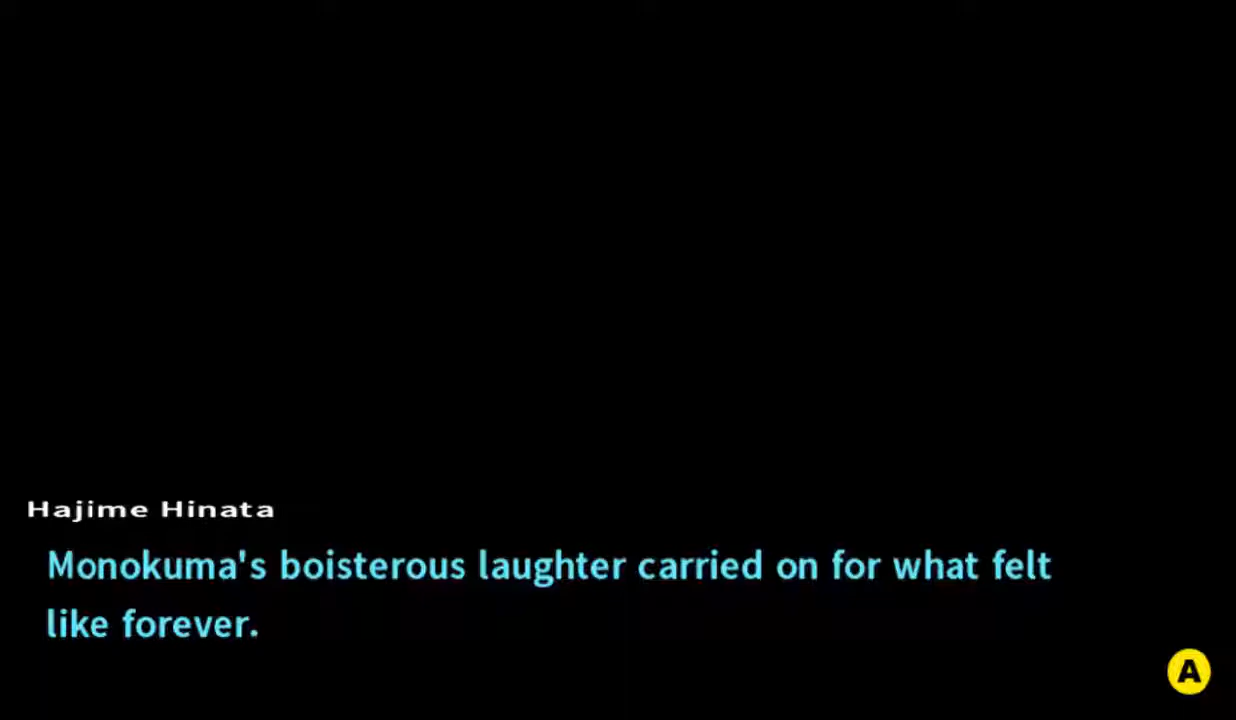 Hajime Hinata
Monokuma's boisterous laughter carried on for what felt
like forever.
A